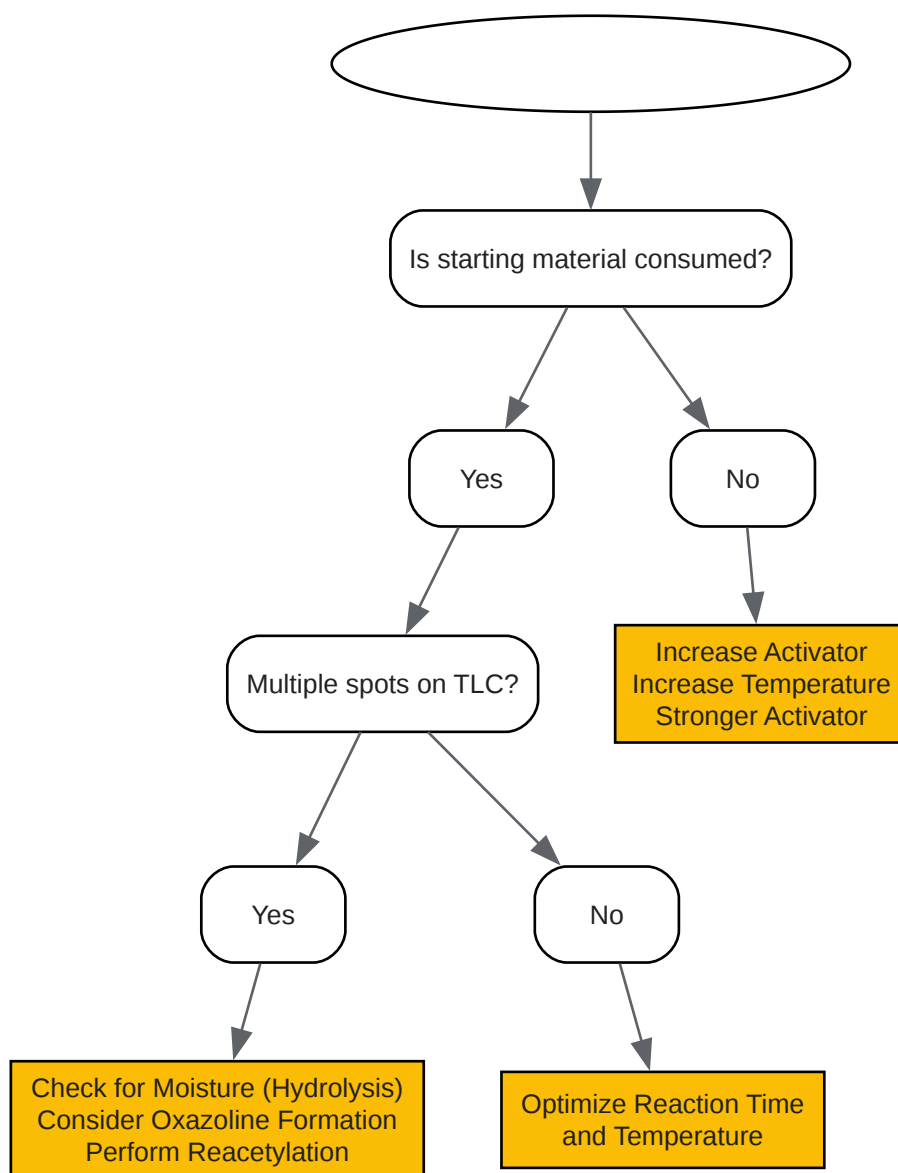 Is starting material consumed?
Yes
No
Increase Activator
Increase Temperature
Stronger Activator
Multiple spots on TLC?
Yes
No
Check for Moisture (Hydrolysis)
Consider Oxazoline Formation
Perform Reacetylation
Optimize Reaction Time
and Temperature